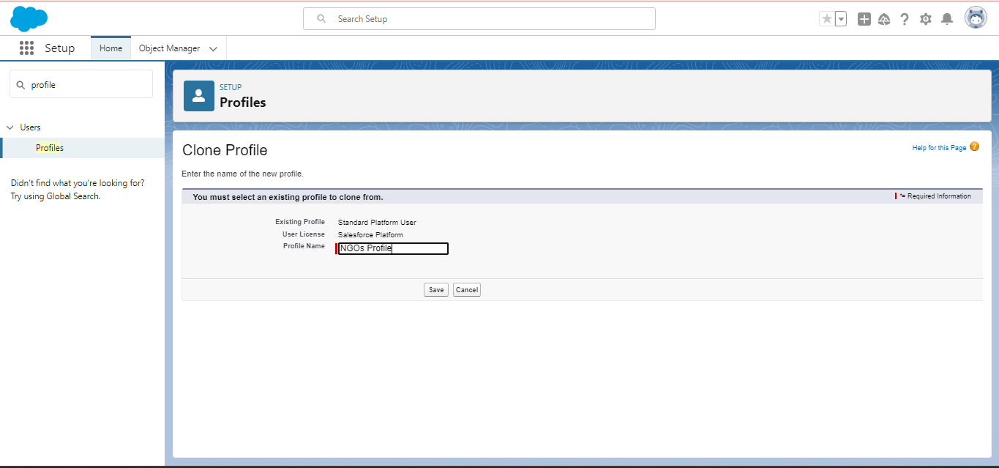 Search Setup
Setup
Home
Object Manager
profile
Users
Profiles
Didn't find what you're looking for?
Try using Global Search.
SETUP
Profiles
Clone Profile
Help for this Page ?
Enter the name of the new profile.
You must select an existing profile to clone from.
*= Required Information
Existing Profile Standard Platform User
User License Salesforce Platform
Profile Name NGOs Profile
Save Cancel